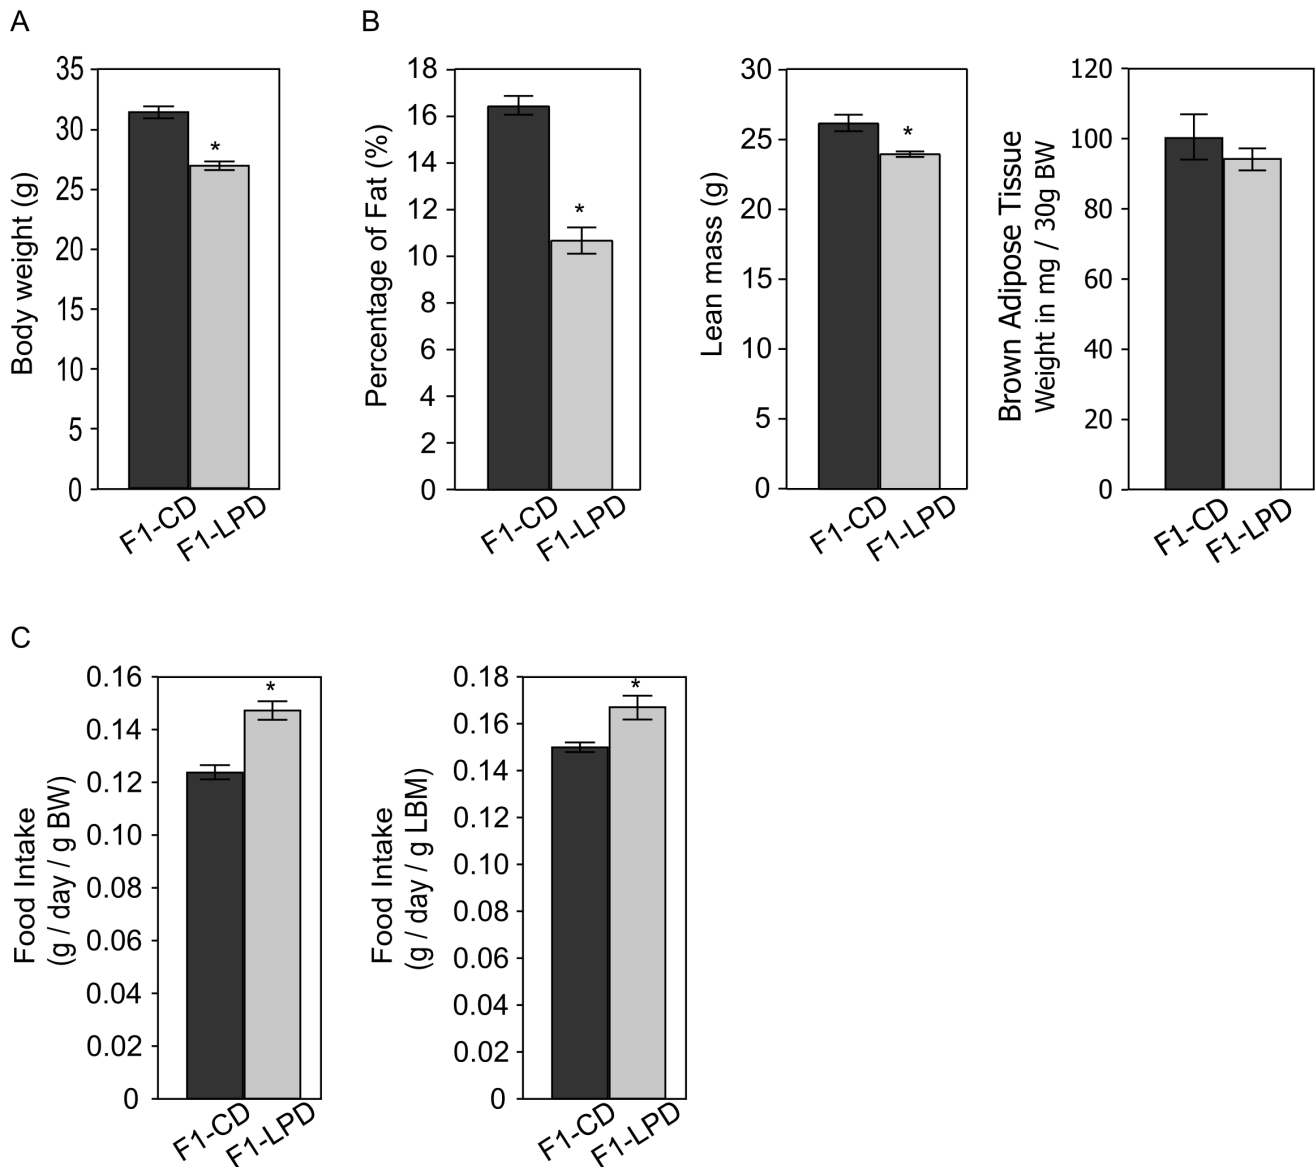 A
Body weight (g)
35
30
25
20
15
10
5
0
*
F1-CD
F1-LPD
B
Percentage of Fat (%)
18
16
14
12
10
8
6
4
2
0
*
F1-CD
F1-LPD
Lean mass (g)
30
25
20
15
10
5
0
*
F1-CD
F1-LPD
Brown Adipose Tissue
Weight in mg / 30g BW
120
100
80
60
40
20
0
F1-CD
F1-LPD
C
Food Intake
(g / day / g BW)
0.16
0.14
0.12
0.10
0.08
0.06
0.04
0.02
0
*
F1-CD
F1-LPD
Food Intake
(g / day / g LBM)
0.18
0.16
0.14
0.12
0.10
0.08
0.06
0.04
0.02
0
*
F1-CD
F1-LPD